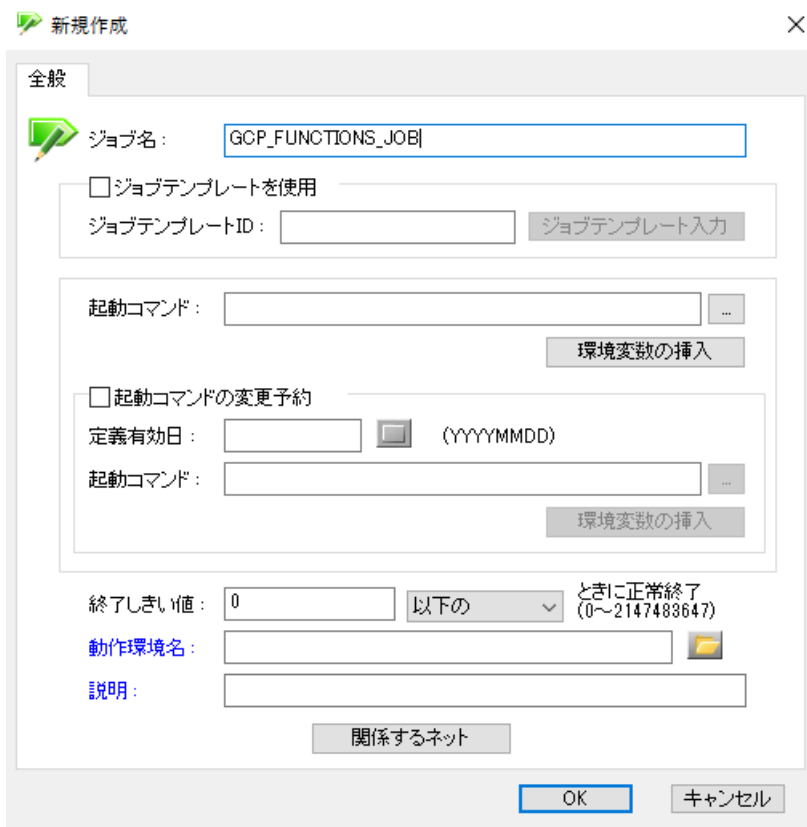 新規作成
全般
ジョブ名：
GCP_FUNCTIONS_JOB
ジョブテンプレートを使用
ジョブテンプレートID：
ジョブテンプレート入力
起動コマンド：
...
環境変数の挿入
起動コマンドの変更予約
定義有効日：
(YYYYMMDD)
起動コマンド：
...
環境変数の挿入
終了しきい値：
0
以下の
ときに正常終了
(0～2147483647)
動作環境名：
説明：
関係するネット
OK
キャンセル